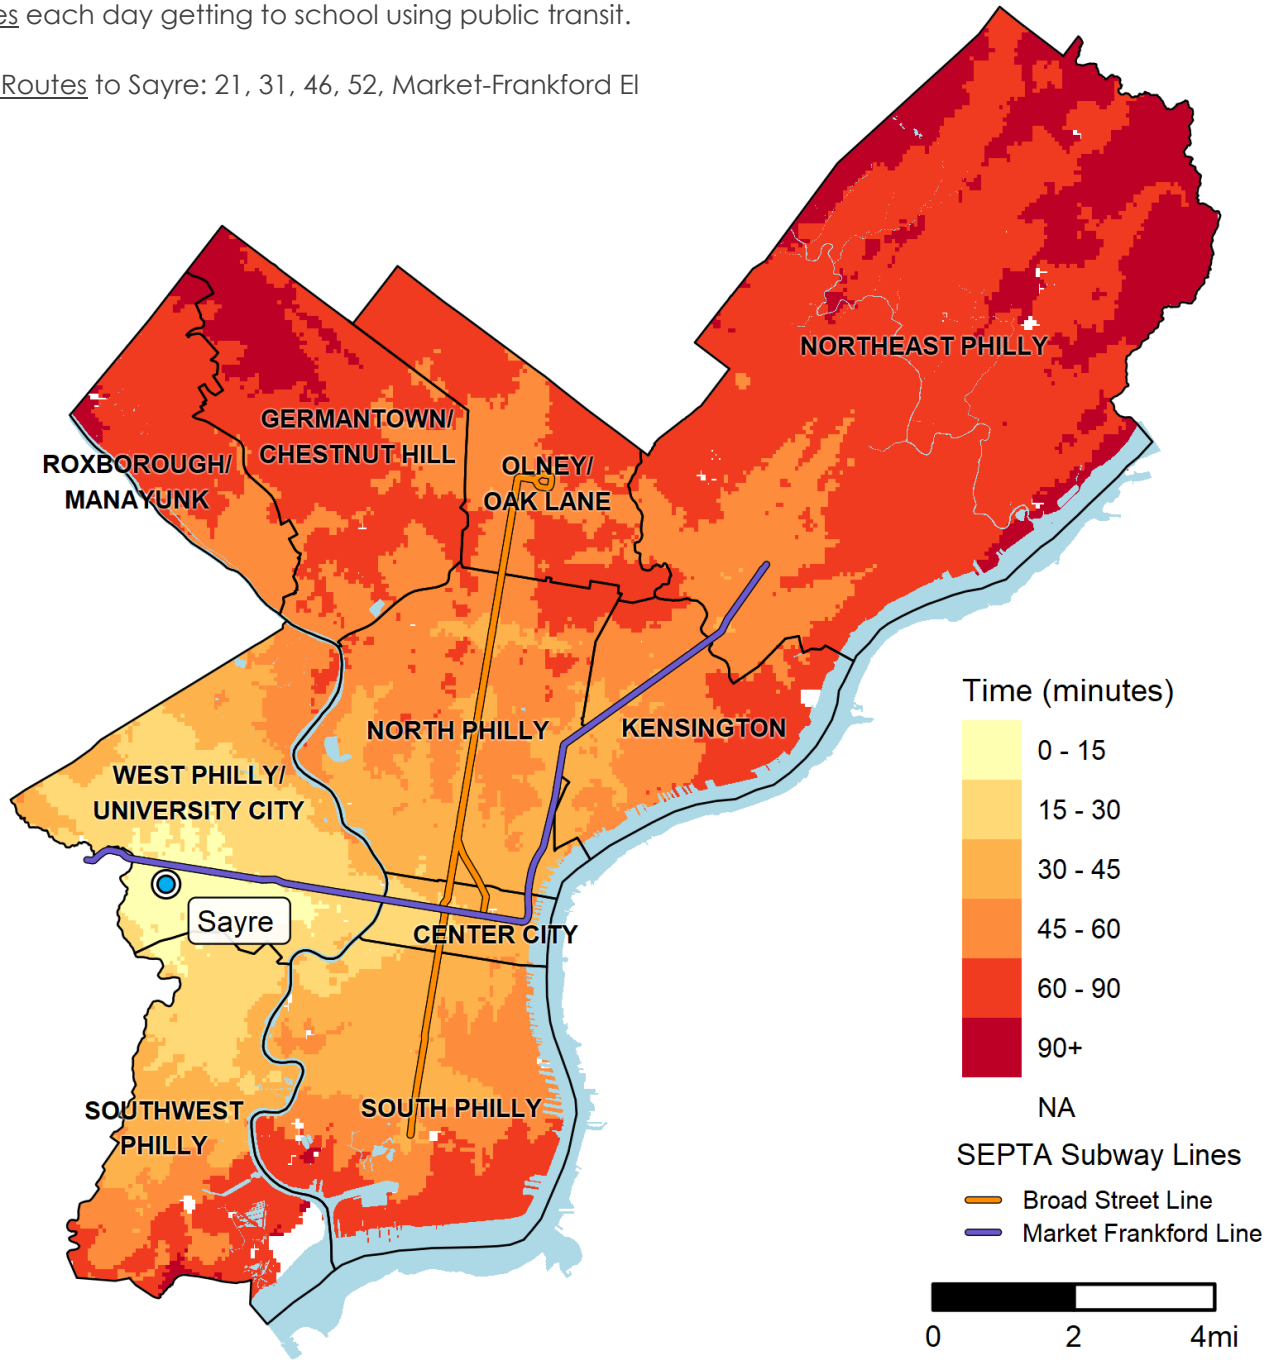 es each day getting to school using public transit.
Routes to Sayre: 21, 31, 46, 52, Market-Frankford El
NORTHEAST PHILLY
GERMANTOWN/
CHESTNUT HILL
ROXBOROUGH/
MANAYUNK
OLNEY/
OAK LANE
NORTH PHILLY
KENSINGTON
WEST PHILLY/
UNIVERSITY CITY
Sayre
CENTER CITY
SOUTHWEST
PHILLY
SOUTH PHILLY
Time (minutes)
0 - 15
15 - 30
30 - 45
45 - 60
60 - 90
90+
NA
SEPTA Subway Lines
Broad Street Line
Market Frankford Line
0 2 4mi